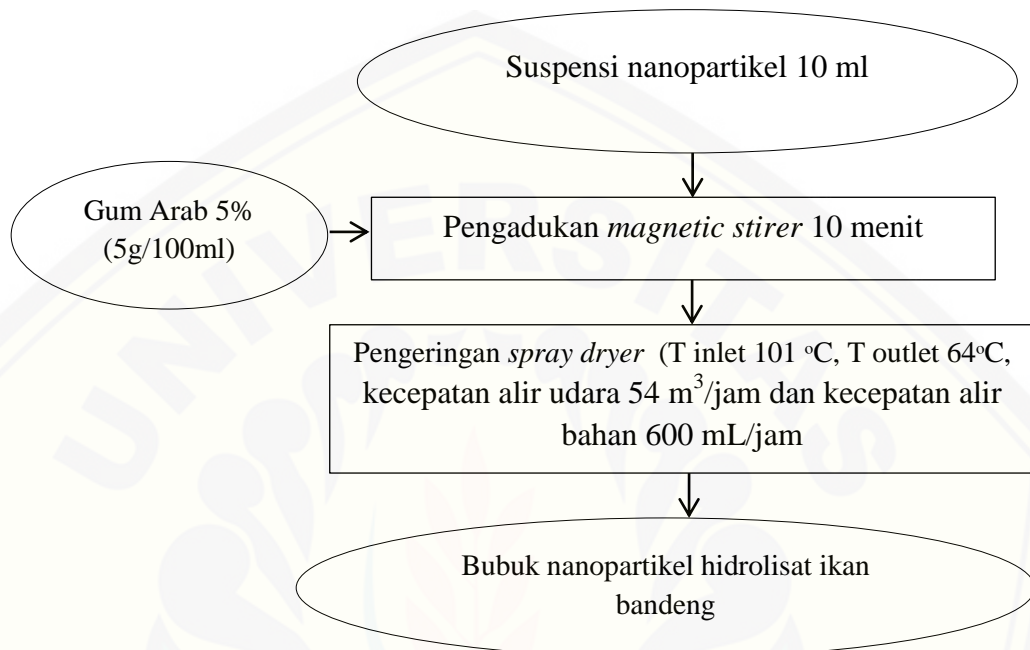 Suspensi nanopartikel 10 ml
Gum Arab 5%
(5g/100ml)
Pengadukan magnetic stirer 10 menit
Pengeringan spray dryer (T inlet 101 °C, T outlet 64°C,
kecepatan alir udara 54 m³/jam dan kecepatan alir
bahan 600 mL/jam
Bubuk nanopartikel hidrolisat ikan
bandeng
UNIVERSITAS